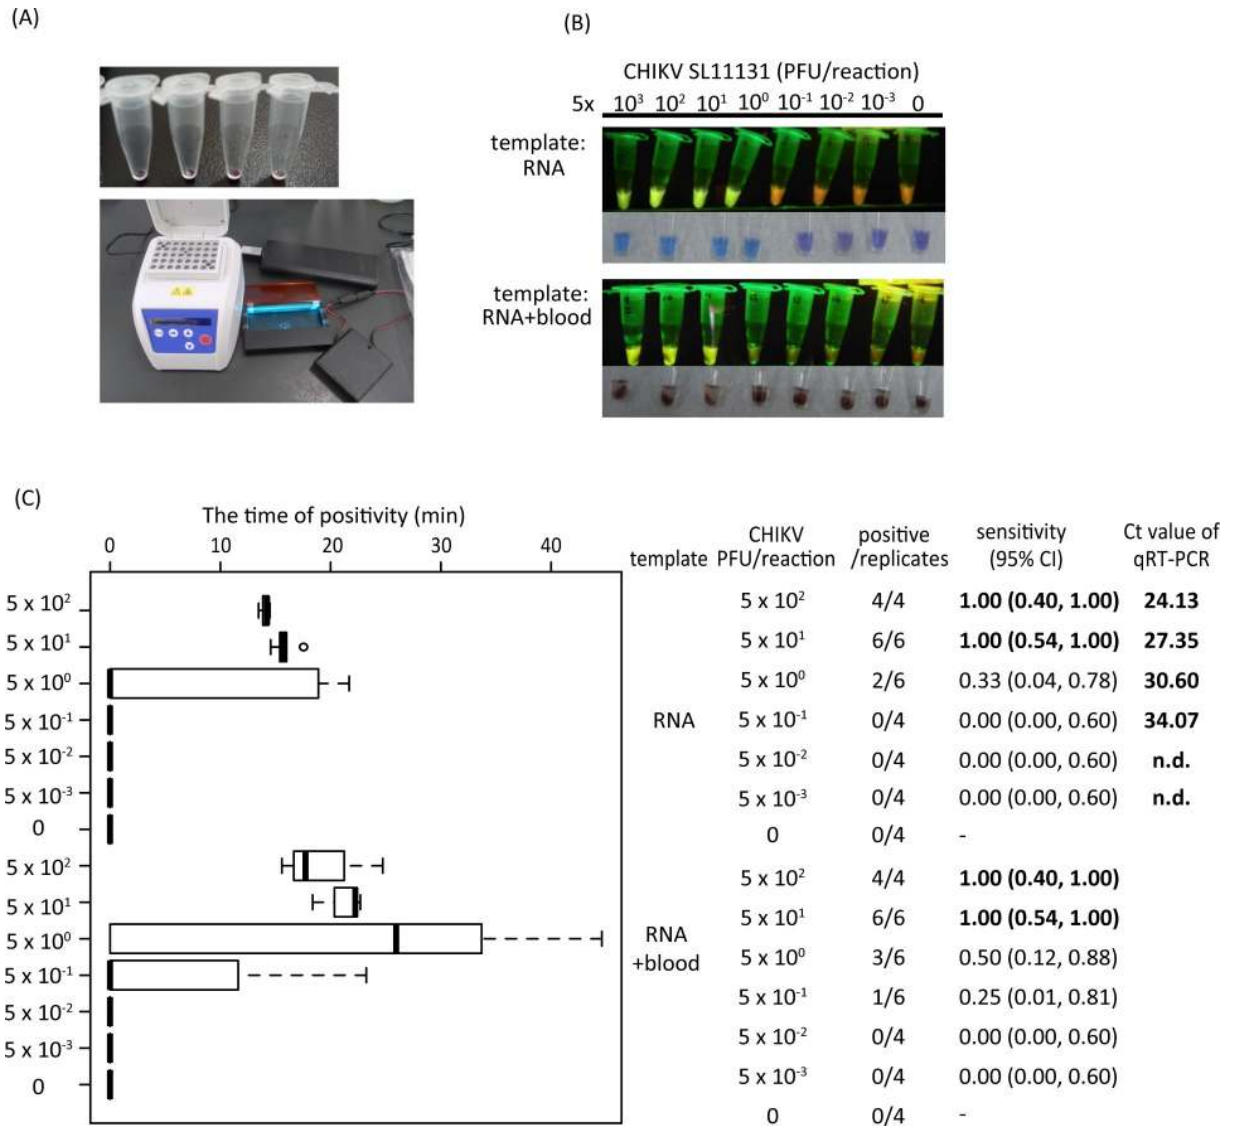 (A)
(B)
CHIKV SL11131 (PFU/reaction)
5x 10³ 10² 10¹ 10⁰ 10⁻¹ 10⁻² 10⁻³ 0
template:
RNA
template:
RNA+blood
(C)
The time of positivity (min)
0 10 20 30 40
5 x 10²
5 x 10¹
5 x 10⁰
5 x 10⁻¹
5 x 10⁻²
5 x 10⁻³
0
5 x 10²
5 x 10¹
5 x 10⁰
5 x 10⁻¹
5 x 10⁻²
5 x 10⁻³
0
template CHIKV PFU/reaction positive /replicates sensitivity (95% CI) Ct value of qRT-PCR
RNA
5 x 10² 4/4 1.00 (0.40, 1.00) 24.13
5 x 10¹ 6/6 1.00 (0.54, 1.00) 27.35
5 x 10⁰ 2/6 0.33 (0.04, 0.78) 30.60
5 x 10⁻¹ 0/4 0.00 (0.00, 0.60) 34.07
5 x 10⁻² 0/4 0.00 (0.00, 0.60) n.d.
5 x 10⁻³ 0/4 0.00 (0.00, 0.60) n.d.
0 0/4 -
RNA
+blood
5 x 10² 4/4 1.00 (0.40, 1.00)
5 x 10¹ 6/6 1.00 (0.54, 1.00)
5 x 10⁰ 3/6 0.50 (0.12, 0.88)
5 x 10⁻¹ 1/6 0.25 (0.01, 0.81)
5 x 10⁻² 0/4 0.00 (0.00, 0.60)
5 x 10⁻³ 0/4 0.00 (0.00, 0.60)
0 0/4 -